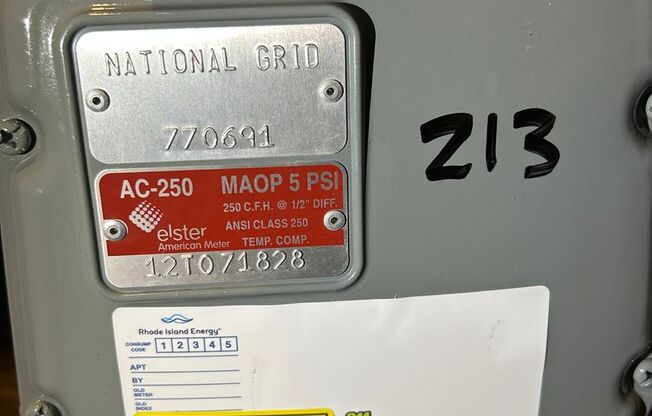 NATIONAL GRID
770691
AC-250 MAOP 5 PSI
250 C.F.H. @ 1/2" DIFF.
elster ANSI CLASS 250
American Meter TEMP. COMP.
12T071828
213
Rhode Island Energy™
CONSUMP CODE 1 2 3 4 5
APT
BY
OLD METER
OLD INDEX